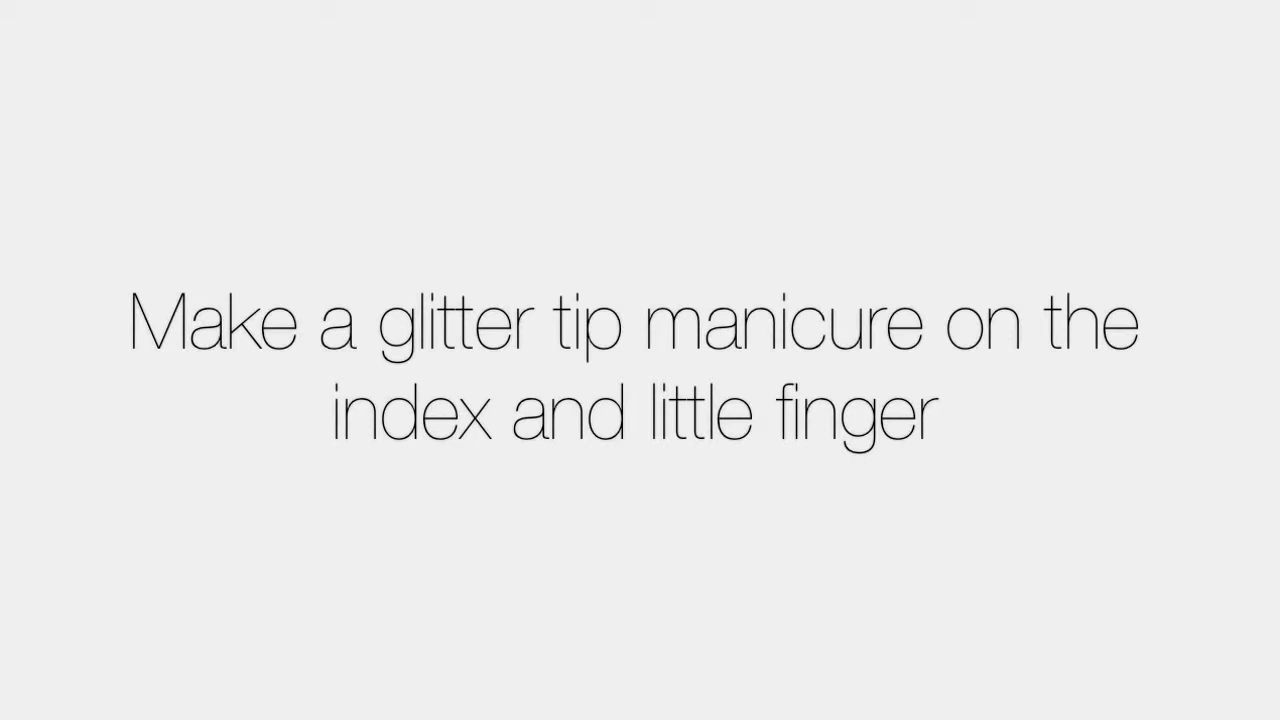 Make a glitter tip manicure on the
index and little finger